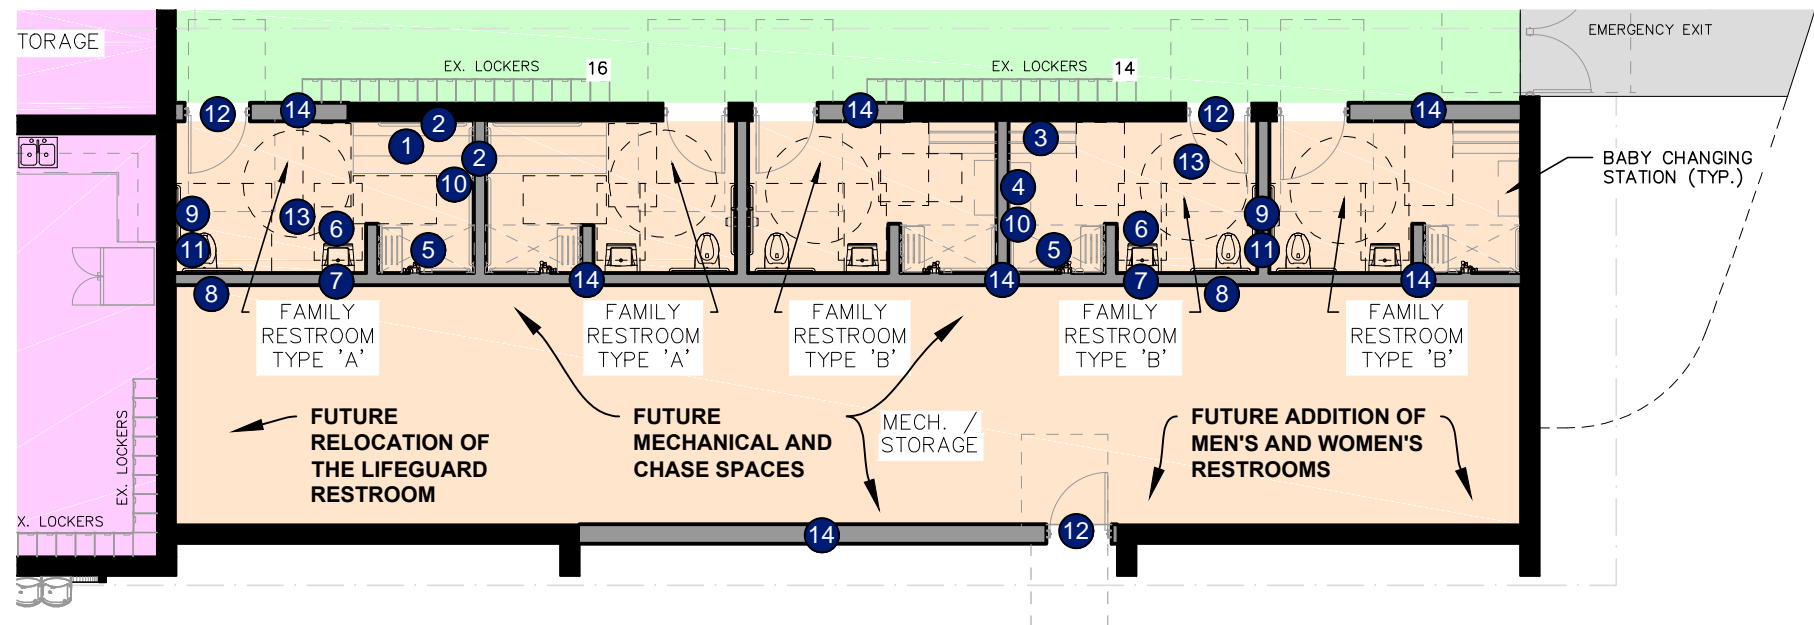 EMERGENCY EXIT
TORAGE
EX. LOCKERS 16
EX. LOCKERS 14
12
14
2
1
2
10
14
3
12
13
14
BABY CHANGING
STATION (TYP.)
4
10
9
13
6
11
5
7
8
14
14
5
6
7
9
11
8
14
FAMILY
RESTROOM
TYPE 'A'
FAMILY
RESTROOM
TYPE 'A'
FAMILY
RESTROOM
TYPE 'B'
FAMILY
RESTROOM
TYPE 'B'
FAMILY
RESTROOM
TYPE 'B'
FUTURE
RELOCATION OF
THE LIFEGUARD
RESTROOM
FUTURE
MECHANICAL AND
CHASE SPACES
MECH. /
STORAGE
FUTURE ADDITION OF
MEN'S AND WOMEN'S
RESTROOMS
EX. LOCKERS
X. LOCKERS
14
12